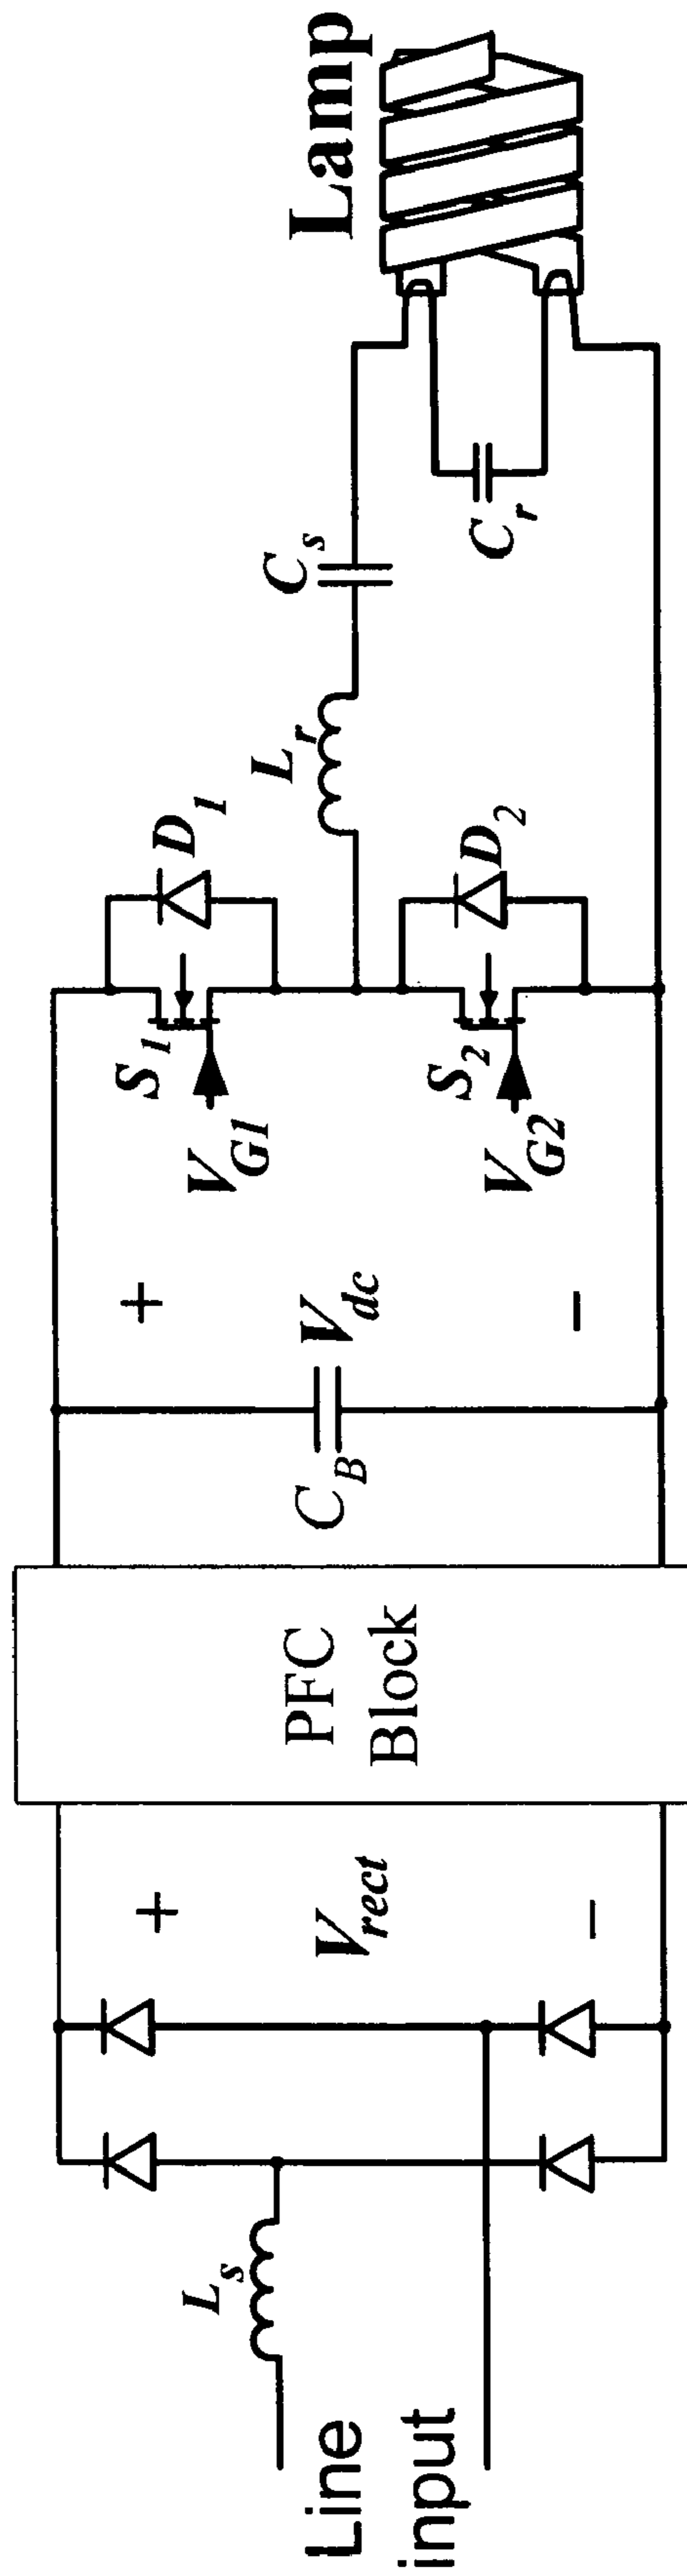 Line
input
L_s
+
V_rect
−
PFC
Block
C_B
+
V_dc
−
V_G1
S_1
D_1
V_G2
S_2
D_2
L_r
C_s
C_r
Lamp